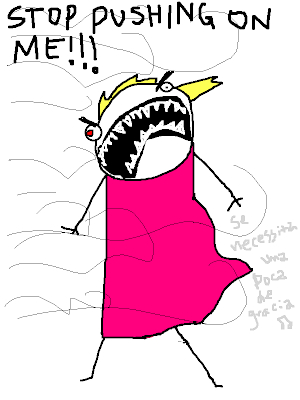 STOP PUSHING ON
ME!!!
se
necessita
una
poca
de
gracia